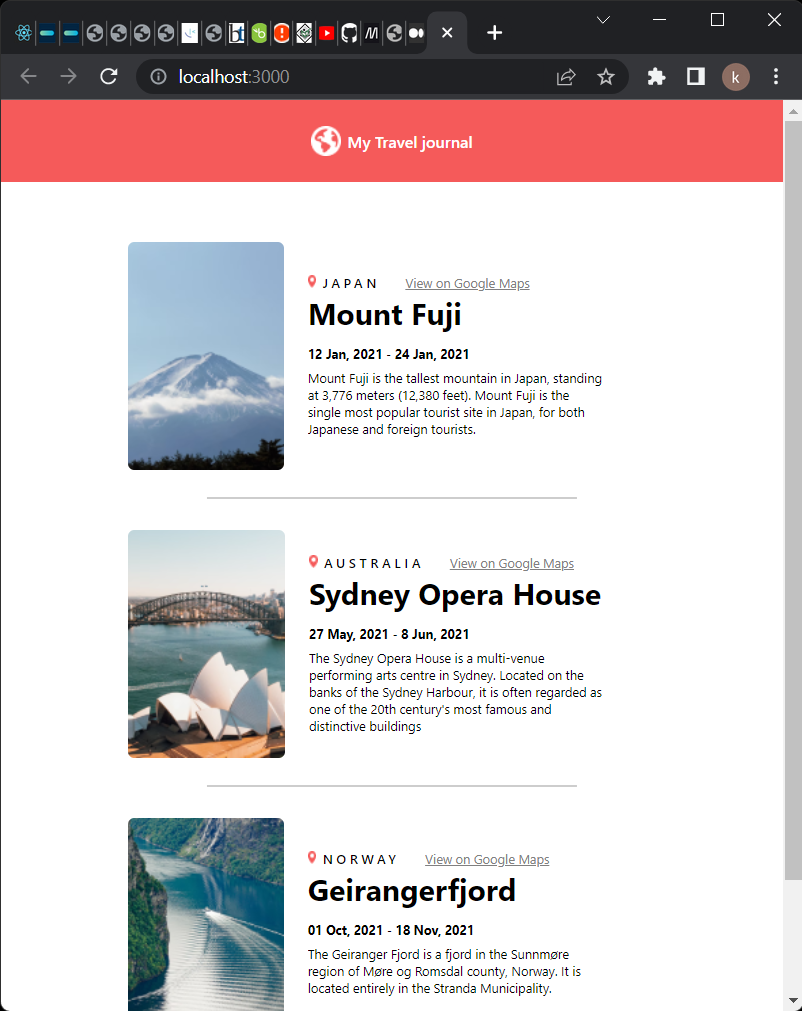 localhost:3000
k
My Travel journal
JAPAN View on Google Maps
Mount Fuji
12 Jan, 2021 - 24 Jan, 2021
Mount Fuji is the tallest mountain in Japan, standing
at 3,776 meters (12,380 feet). Mount Fuji is the
single most popular tourist site in Japan, for both
Japanese and foreign tourists.
AUSTRALIA View on Google Maps
Sydney Opera House
27 May, 2021 - 8 Jun, 2021
The Sydney Opera House is a multi-venue
performing arts centre in Sydney. Located on the
banks of the Sydney Harbour, it is often regarded as
one of the 20th century's most famous and
distinctive buildings
NORWAY View on Google Maps
Geirangerfjord
01 Oct, 2021 - 18 Nov, 2021
The Geiranger Fjord is a fjord in the Sunnmøre
region of Møre og Romsdal county, Norway. It is
located entirely in the Stranda Municipality.